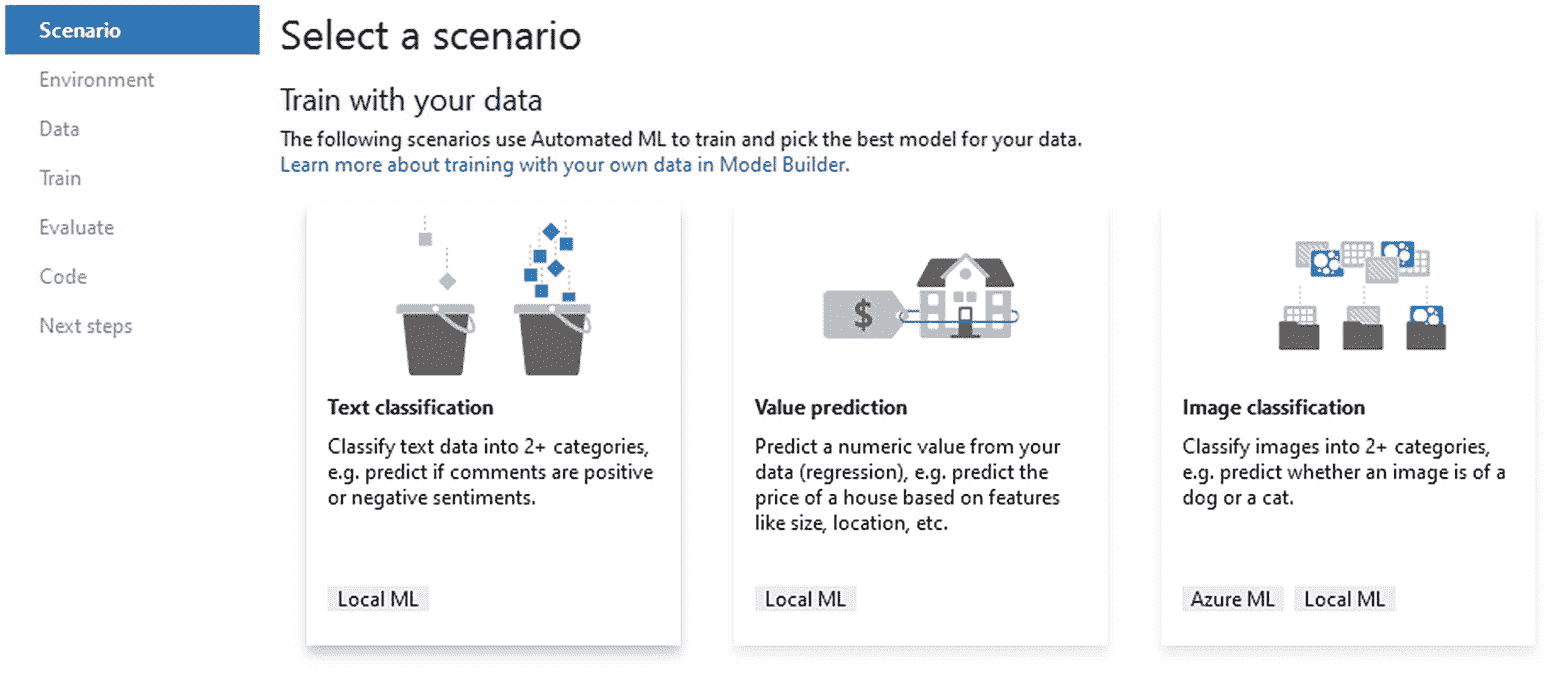 Scenario
Environment
Data
Train
Evaluate
Code
Next steps
Select a scenario
Train with your data
The following scenarios use Automated ML to train and pick the best model for your data.
Learn more about training with your own data in Model Builder.
Text classification
Classify text data into 2+ categories,
e.g. predict if comments are positive
or negative sentiments.
Local ML
$
Value prediction
Predict a numeric value from your
data (regression), e.g. predict the
price of a house based on features
like size, location, etc.
Local ML
Image classification
Classify images into 2+ categories,
e.g. predict whether an image is of a
dog or a cat.
Azure ML Local ML